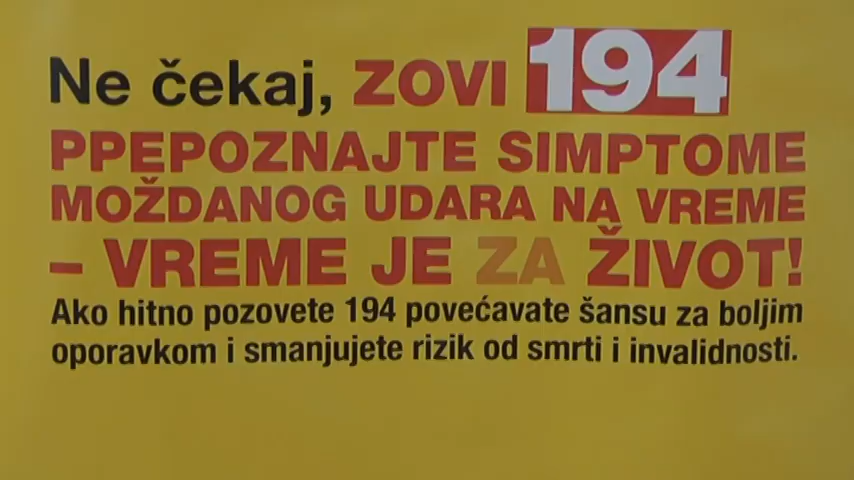 Ne čekaj, ZOVI 194
PPEPOZNAJTE SIMPTOME
MOŽDANOG UDARA NA VREME
– VREME JE ZA ŽIVOT!
Ako hitno pozovete 194 povećavate šansu za boljim
oporavkom i smanjujete rizik od smrti i invalidnosti.